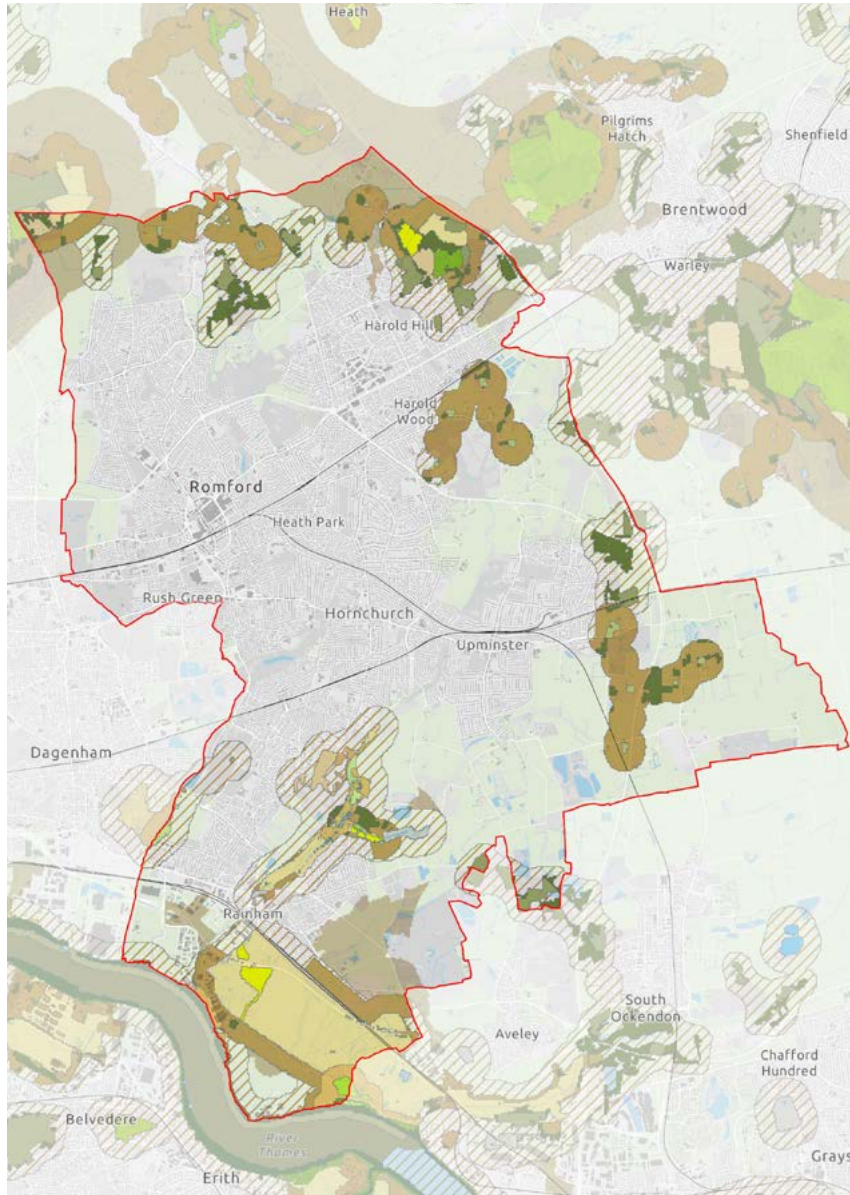 Heath
Pilgrims
Hatch
Shenfield
Brentwood
Warley
Harold Hill
Harold
Wood
Romford
Heath Park
Rush Green
Hornchurch
Upminster
Dagenham
Rainham
South
Ockendon
Aveley
Chafford
Hundred
Belvedere
River
Thames
Grays
Erith